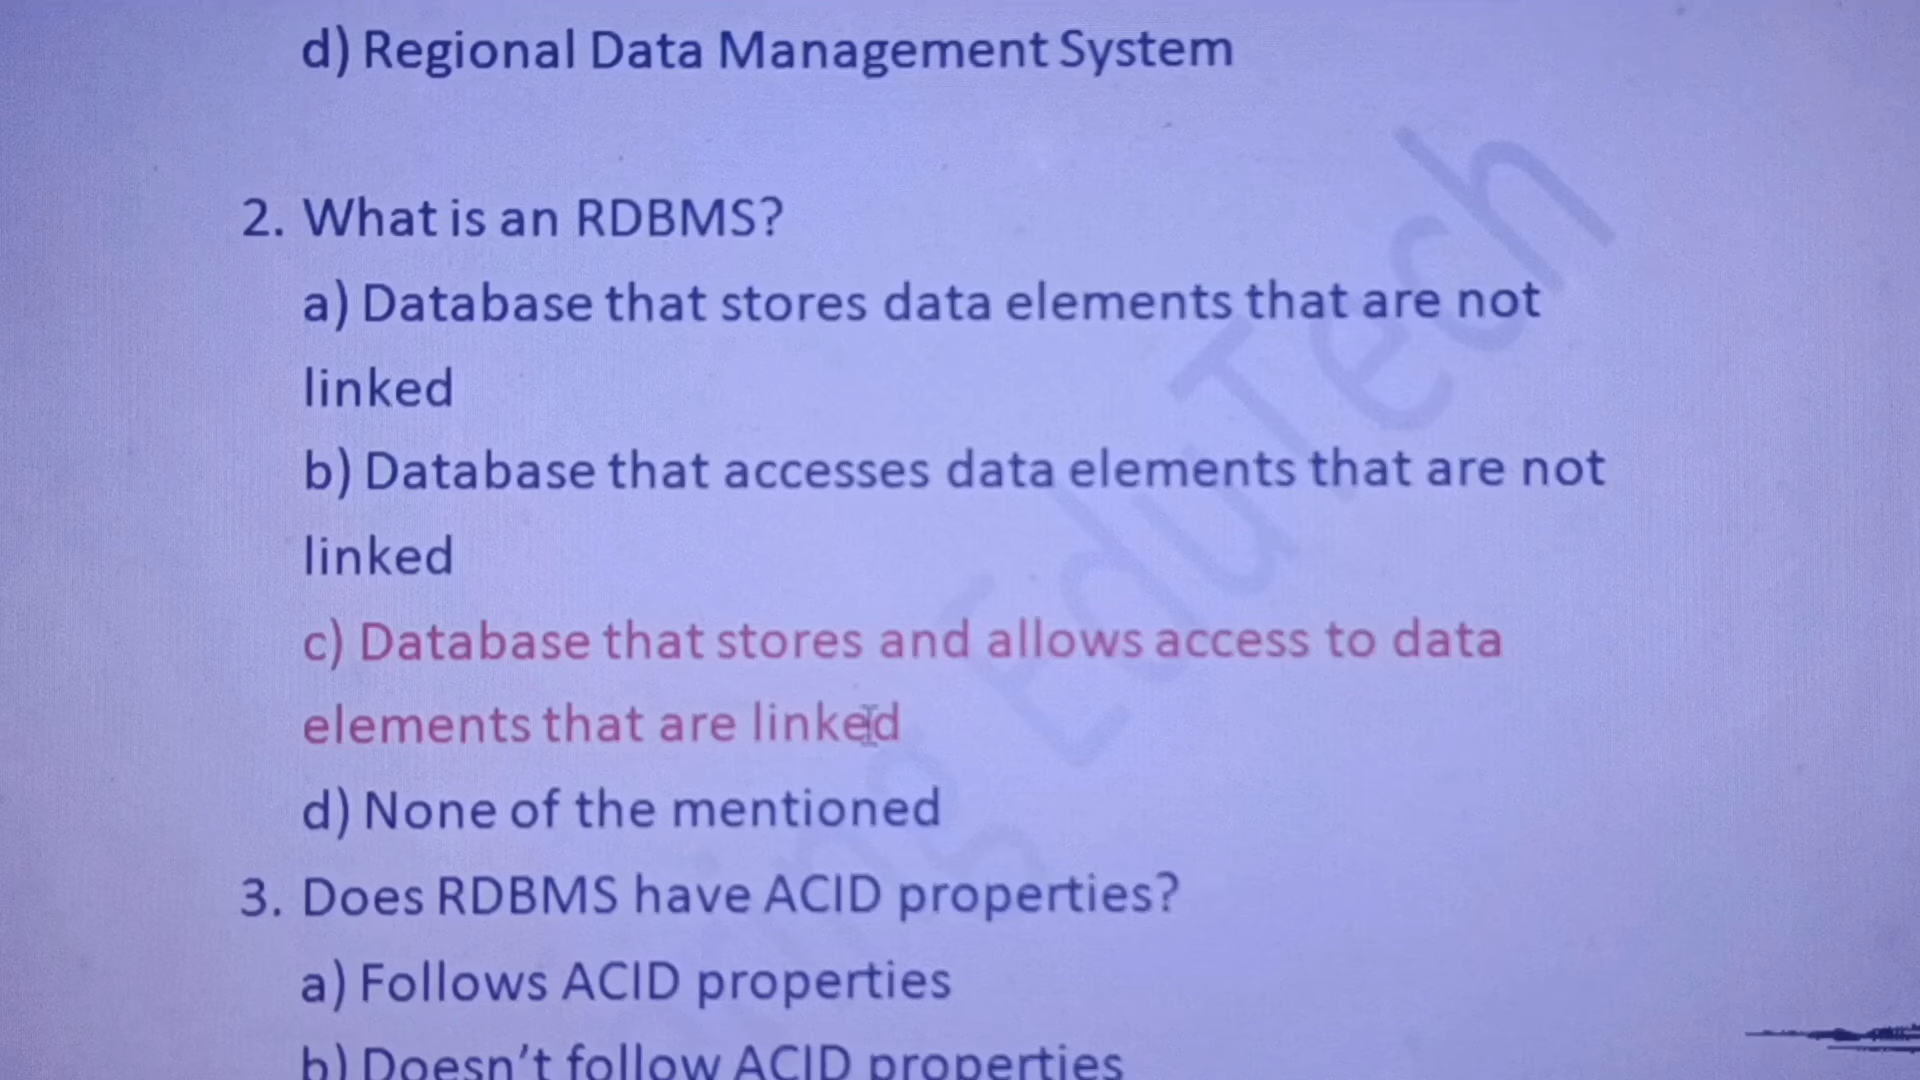 d) Regional Data Management System
2. What is an RDBMS?
a) Database that stores data elements that are not
linked
b) Database that accesses data elements that are not
linked
c) Database that stores and allows access to data
elements that are linked
d) None of the mentioned
3. Does RDBMS have ACID properties?
a) Follows ACID properties
b) Doesn't follow ACID properties
EduTech